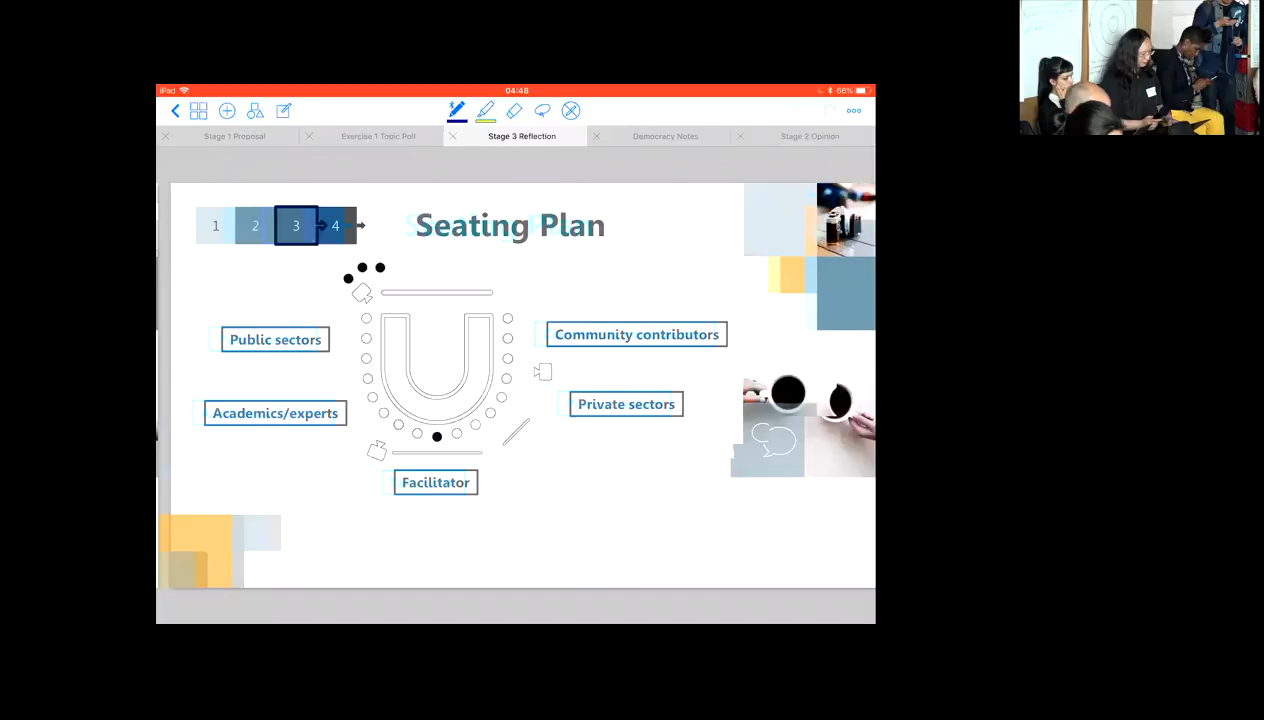 iPad
04:48
66%
Stage 1 Proposal
Exercise 1 Topic Poll
Stage 3 Reflection
Democracy Notes
Stage 2 Opinion
1 2 3 4
Seating Plan
Public sectors
Community contributors
Academics/experts
Private sectors
Facilitator